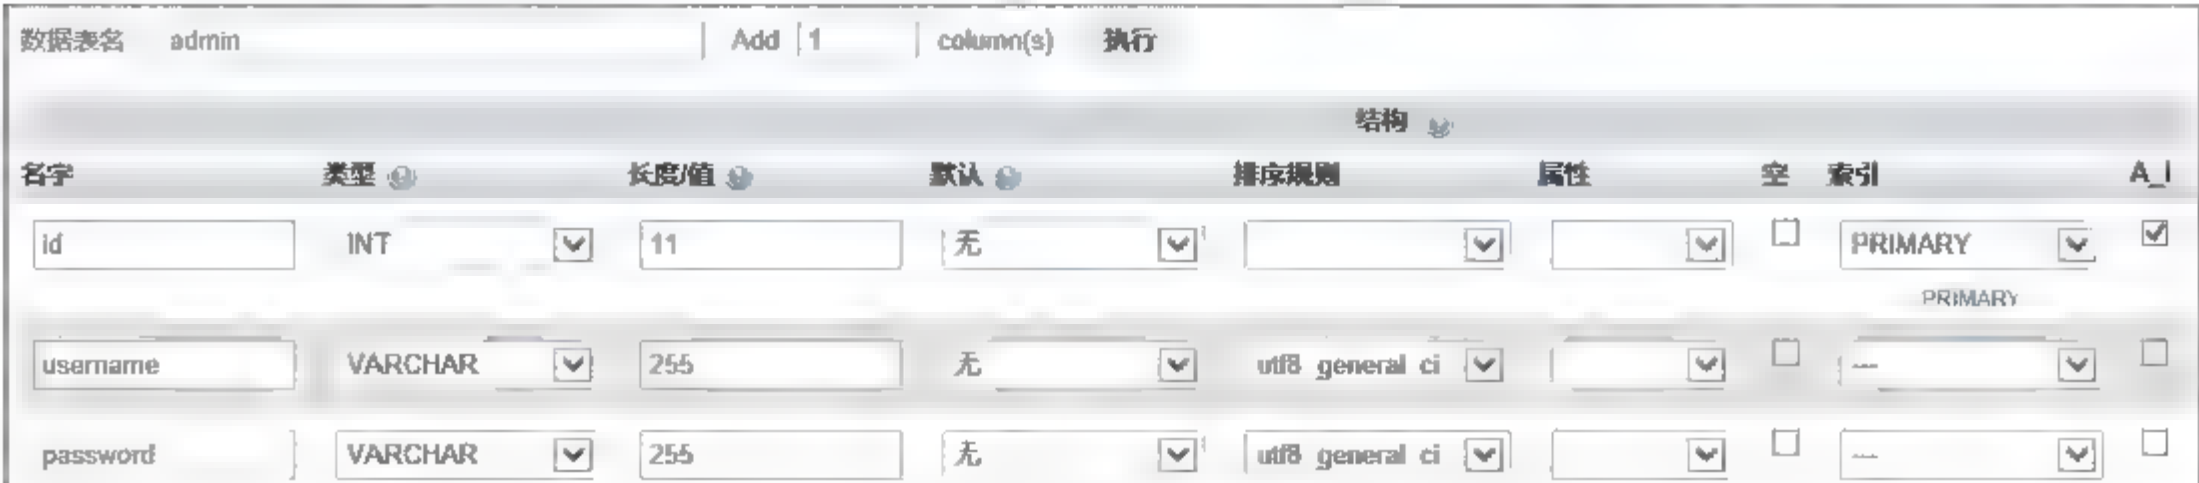 数据表名 admin Add 1 column(s) 执行
结构
名字 类型 长度/值 默认 排序规则 属性 空 索引 A_I
id INT 11 无 PRIMARY
PRIMARY
username VARCHAR 255 无 utf8_general_ci ---
password VARCHAR 255 无 utf8_general_ci ---